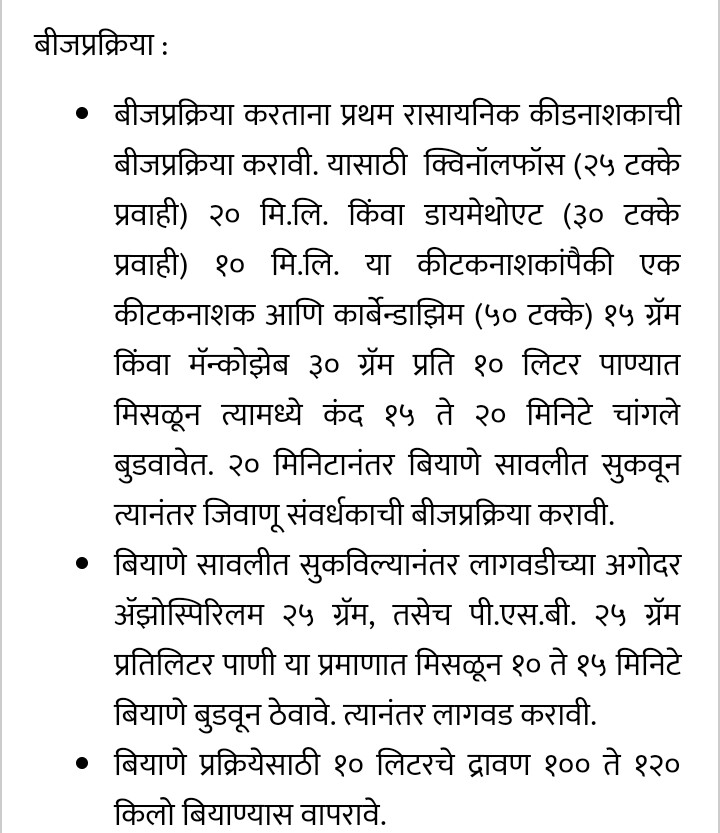 बीजप्रक्रिया :
• बीजप्रक्रिया करताना प्रथम रासायनिक कीडनाशकाची
बीजप्रक्रिया करावी. यासाठी क्विनॉलफॉस (२५ टक्के
प्रवाही) २० मि.लि. किंवा डायमेथोएट (३० टक्के
प्रवाही) १० मि.लि. या कीटकनाशकांपैकी एक
कीटकनाशक आणि कार्बेन्डाझिम (५० टक्के) १५ ग्रॅम
किंवा मॅन्कोझेब ३० ग्रॅम प्रति १० लिटर पाण्यात
मिसळून त्यामध्ये कंद १५ ते २० मिनिटे चांगले
बुडवावेत. २० मिनिटानंतर बियाणे सावलीत सुकवून
त्यानंतर जिवाणू संवर्धकाची बीजप्रक्रिया करावी.
• बियाणे सावलीत सुकविल्यानंतर लागवडीच्या अगोदर
ॲझोस्पिरिलम २५ ग्रॅम, तसेच पी.एस.बी. २५ ग्रॅम
प्रतिलिटर पाणी या प्रमाणात मिसळून १० ते १५ मिनिटे
बियाणे बुडवून ठेवावे. त्यानंतर लागवड करावी.
• बियाणे प्रक्रियेसाठी १० लिटरचे द्रावण १०० ते १२०
किलो बियाण्यास वापरावे.